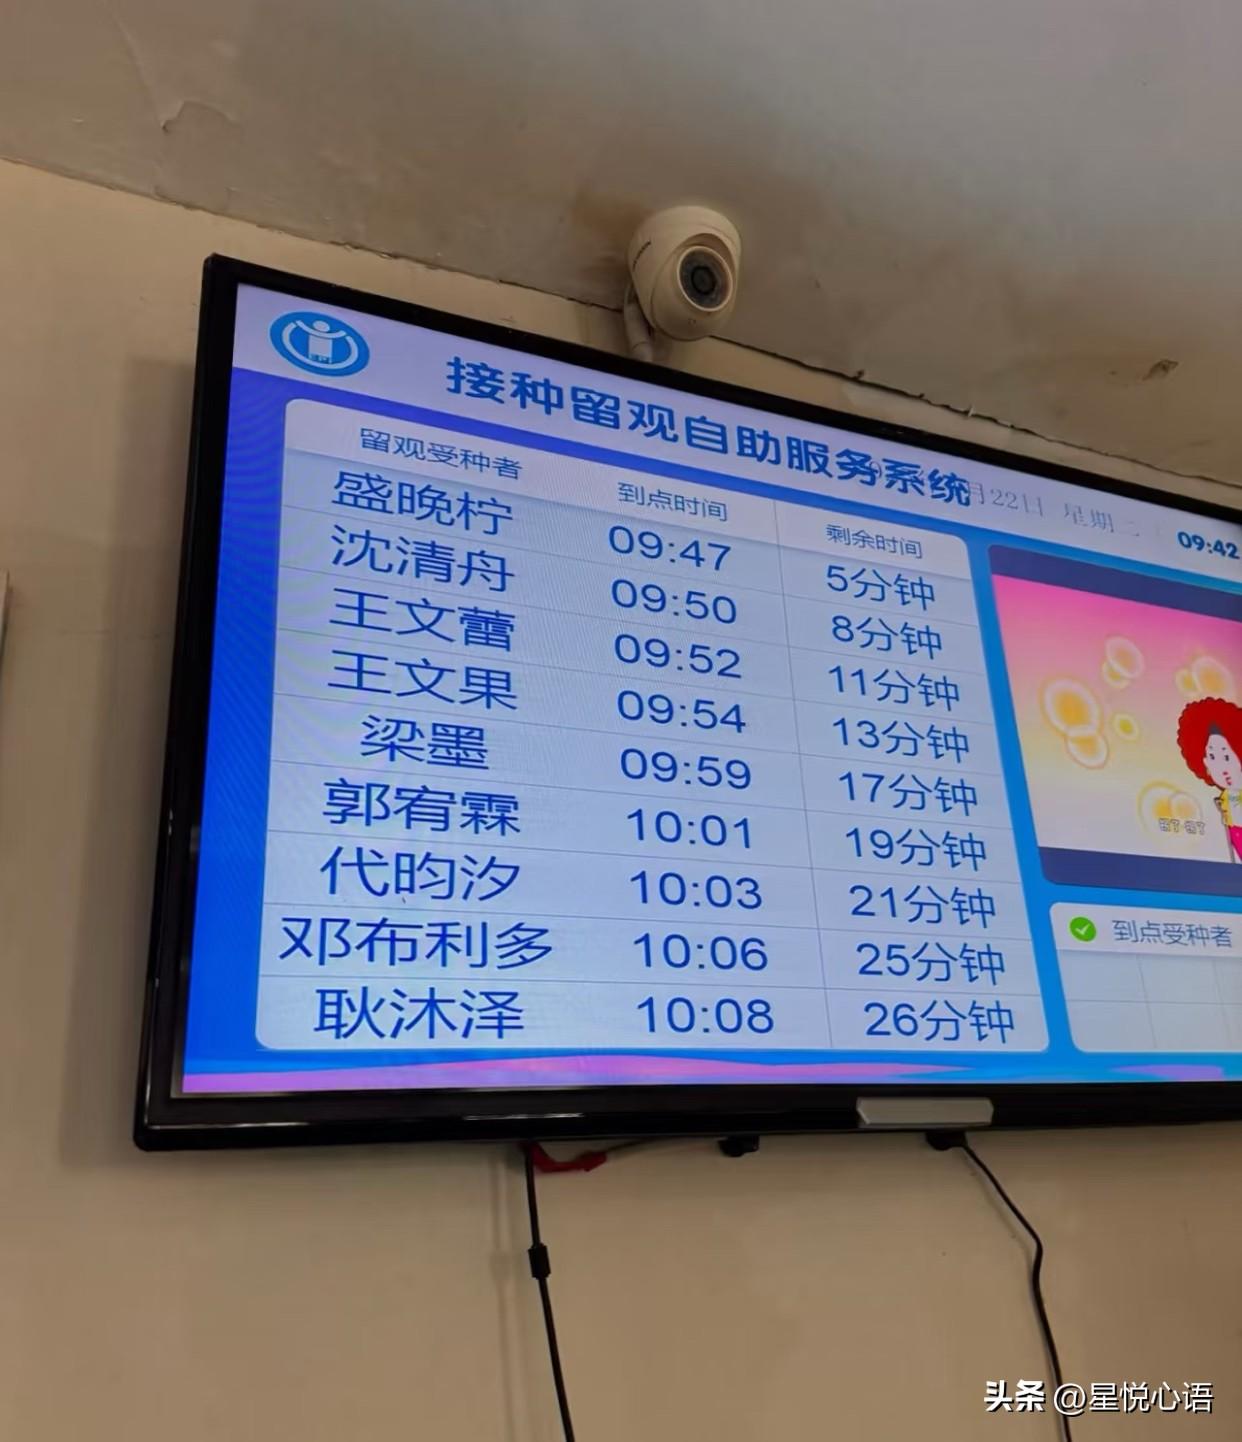 接种留观自助服务系统
月22日 星期二
09:42
留观受种者 到点时间 剩余时间
盛晚柠 09:47 5分钟
沈清舟 09:50 8分钟
王文蕾 09:52 11分钟
王文果 09:54 13分钟
梁墨 09:59 17分钟
郭宥霖 10:01 19分钟
代昀汐 10:03 21分钟
邓布利多 10:06 25分钟
耿沐泽 10:08 26分钟
到点受种者
头条 @星悦心语